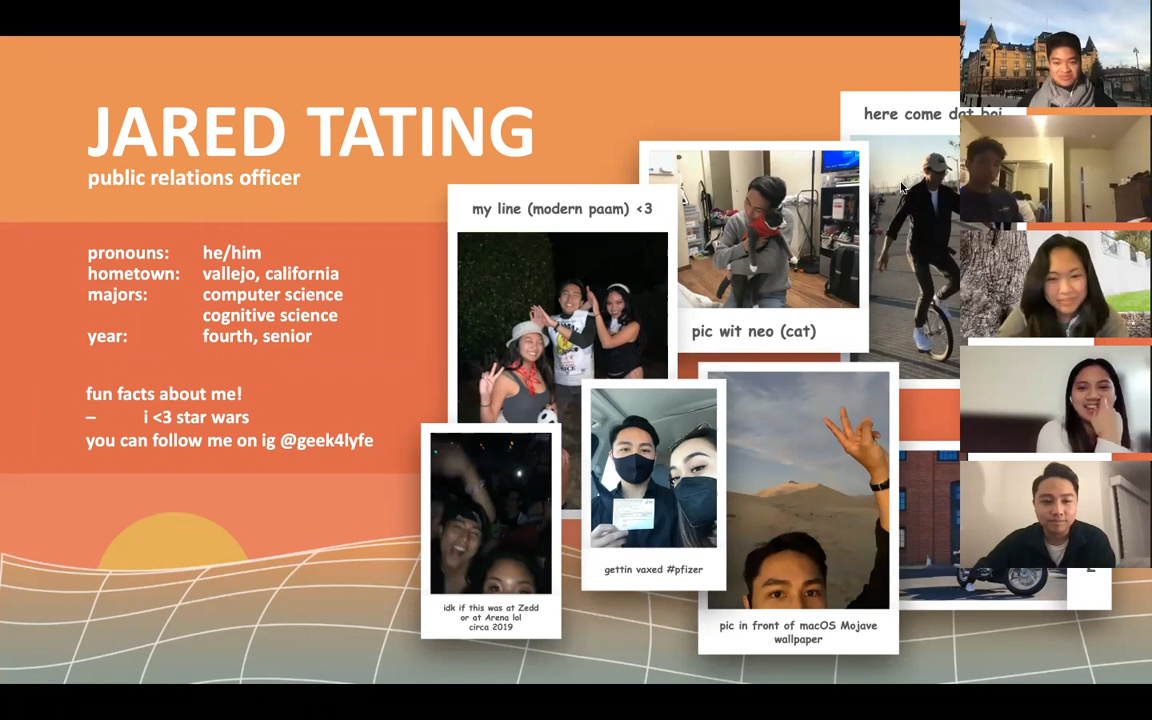 JARED TATING
public relations officer
pronouns: he/him
hometown: vallejo, california
majors: computer science
cognitive science
year: fourth, senior
fun facts about me!
– i <3 star wars
you can follow me on ig @geek4lyfe
here come dat boi
my line (modern paam) <3
pic wit neo (cat)
gettin vaxed #pfizer
idk if this was at Zedd
or at Arena lol
circa 2019
pic in front of macOS Mojave
wallpaper